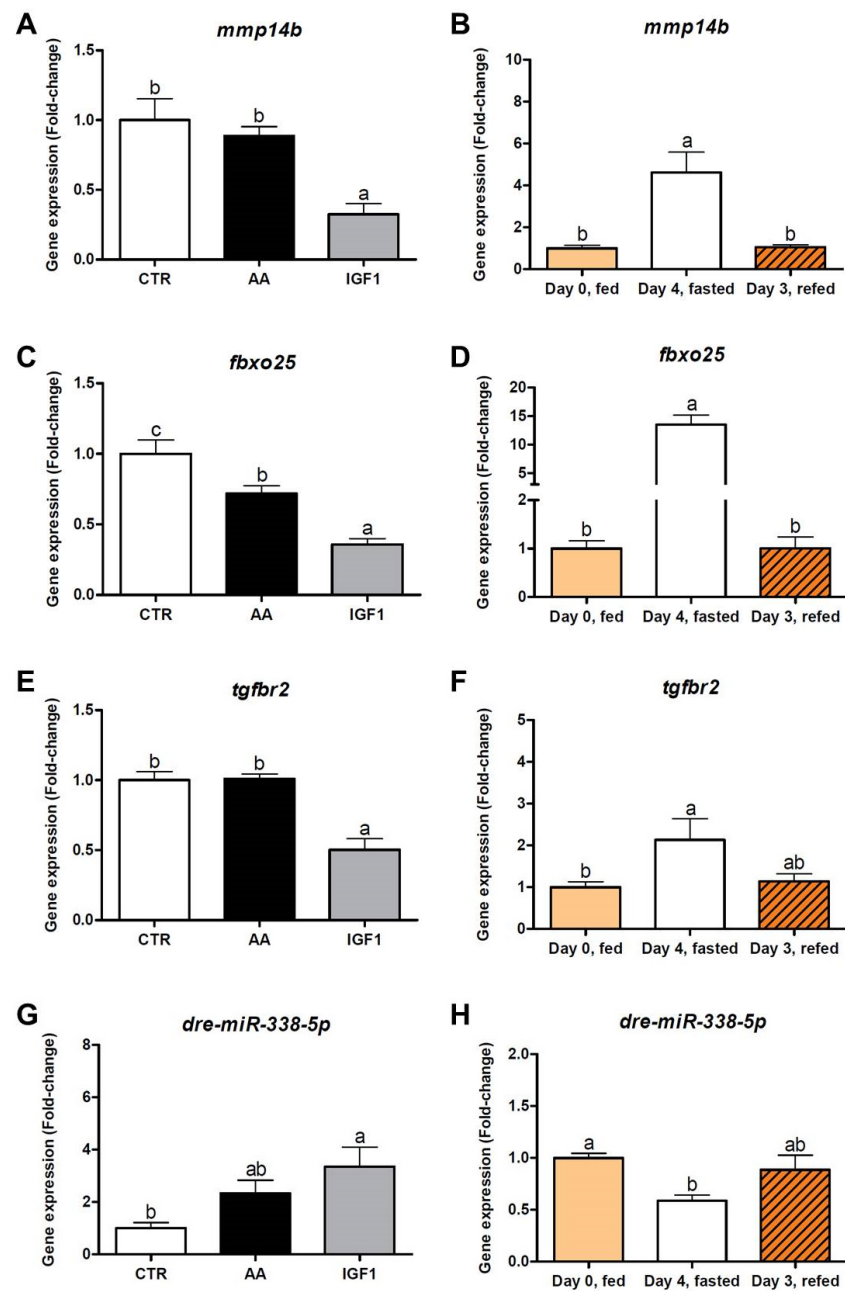 A
mmp14b
Gene expression (Fold-change)
1.5
1.0
0.5
0.0
b
b
a
CTR AA IGF1
B
mmp14b
Gene expression (Fold-change)
10
8
6
4
2
0
b
a
b
Day 0, fed Day 4, fasted Day 3, refed
C
fbxo25
Gene expression (Fold-change)
1.5
1.0
0.5
0.0
c
b
a
CTR AA IGF1
D
fbxo25
Gene expression (Fold-change)
20
15
10
5
2
1
0
b
a
b
Day 0, fed Day 4, fasted Day 3, refed
E
tgfbr2
Gene expression (Fold-change)
1.5
1.0
0.5
0.0
b
b
a
CTR AA IGF1
F
tgfbr2
Gene expression (Fold-change)
5
4
3
2
1
0
b
a
ab
Day 0, fed Day 4, fasted Day 3, refed
G
dre-miR-338-5p
Gene expression (Fold-change)
8
6
4
2
0
b
ab
a
CTR AA IGF1
H
dre-miR-338-5p
Gene expression (Fold-change)
2.0
1.5
1.0
0.5
0.0
a
b
ab
Day 0, fed Day 4, fasted Day 3, refed